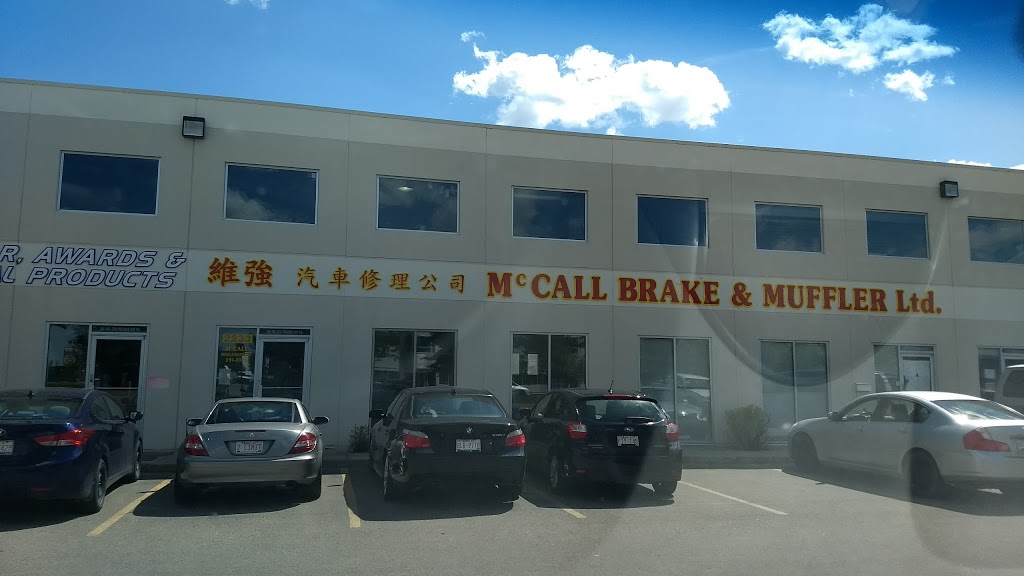 R, AWARDS &
L PRODUCTS
維強 汽車修理公司 McCALL BRAKE & MUFFLER Ltd.